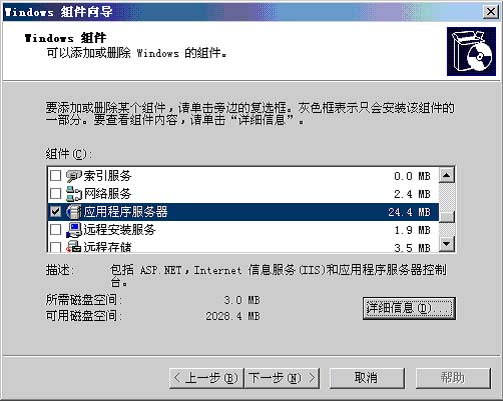 Windows 组件向导
Windows 组件
可以添加或删除 Windows 的组件。
要添加或删除某个组件，请单击旁边的复选框。灰色框表示只会安装该组件的
一部分。要查看组件内容，请单击“详细信息”。
组件(C):
索引服务 0.0 MB
网络服务 2.4 MB
应用程序服务器 24.4 MB
远程安装服务 1.9 MB
远程存储 3.5 MB
描述: 包括 ASP.NET，Internet 信息服务(IIS)和应用程序服务器控制
台。
所需磁盘空间: 3.0 MB
可用磁盘空间: 2028.4 MB
详细信息(D)...
< 上一步(B) 下一步(N) > 取消 帮助